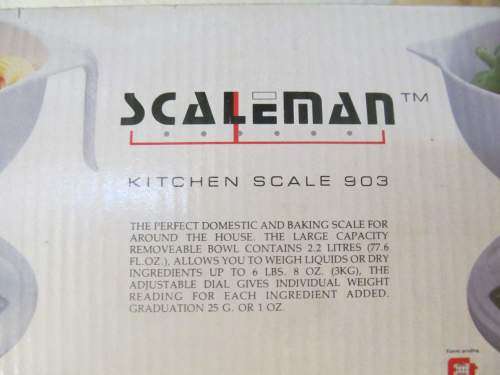 SCALEMAN™
KITCHEN SCALE 903
THE PERFECT DOMESTIC AND BAKING SCALE FOR
AROUND THE HOUSE. THE LARGE CAPACITY
REMOVEABLE BOWL CONTAINS 2.2 LITRES (77.6
FL.OZ.), ALLOWS YOU TO WEIGH LIQUIDS OR DRY
INGREDIENTS UP TO 6 LBS. 8 OZ. (3KG), THE
ADJUSTABLE DIAL GIVES INDIVIDUAL WEIGHT
READING FOR EACH INGREDIENT ADDED.
GRADUATION 25 G. OR 1 OZ.